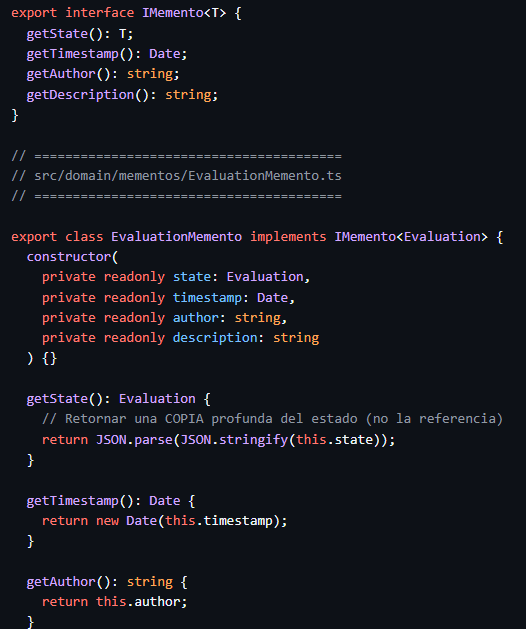 export interface IMemento<T> {
  getState(): T;
  getTimestamp(): Date;
  getAuthor(): string;
  getDescription(): string;
}

// ========================================
// src/domain/mementos/EvaluationMemento.ts
// ========================================

export class EvaluationMemento implements IMemento<Evaluation> {
  constructor(
    private readonly state: Evaluation,
    private readonly timestamp: Date,
    private readonly author: string,
    private readonly description: string
  ) {}

  getState(): Evaluation {
    // Retornar una COPIA profunda del estado (no la referencia)
    return JSON.parse(JSON.stringify(this.state));
  }

  getTimestamp(): Date {
    return new Date(this.timestamp);
  }

  getAuthor(): string {
    return this.author;
  }